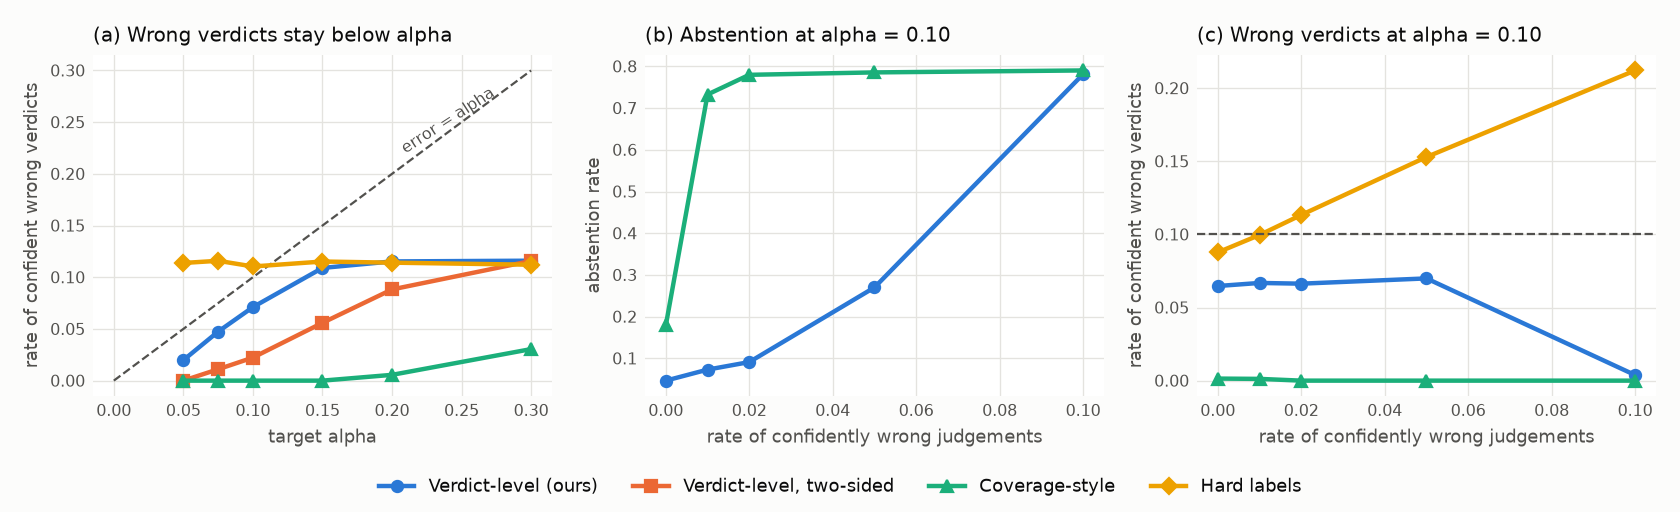 (a) Wrong verdicts stay below alpha
rate of confident wrong verdicts
0.30
0.25
0.20
0.15
0.10
0.05
0.00
error = alpha
0.00 0.05 0.10 0.15 0.20 0.25 0.30
target alpha
(b) Abstention at alpha = 0.10
abstention rate
0.8
0.7
0.6
0.5
0.4
0.3
0.2
0.1
0.00 0.02 0.04 0.06 0.08 0.10
rate of confidently wrong judgements
(c) Wrong verdicts at alpha = 0.10
rate of confident wrong verdicts
0.20
0.15
0.10
0.05
0.00
0.00 0.02 0.04 0.06 0.08 0.10
rate of confidently wrong judgements
Verdict-level (ours) Verdict-level, two-sided Coverage-style Hard labels